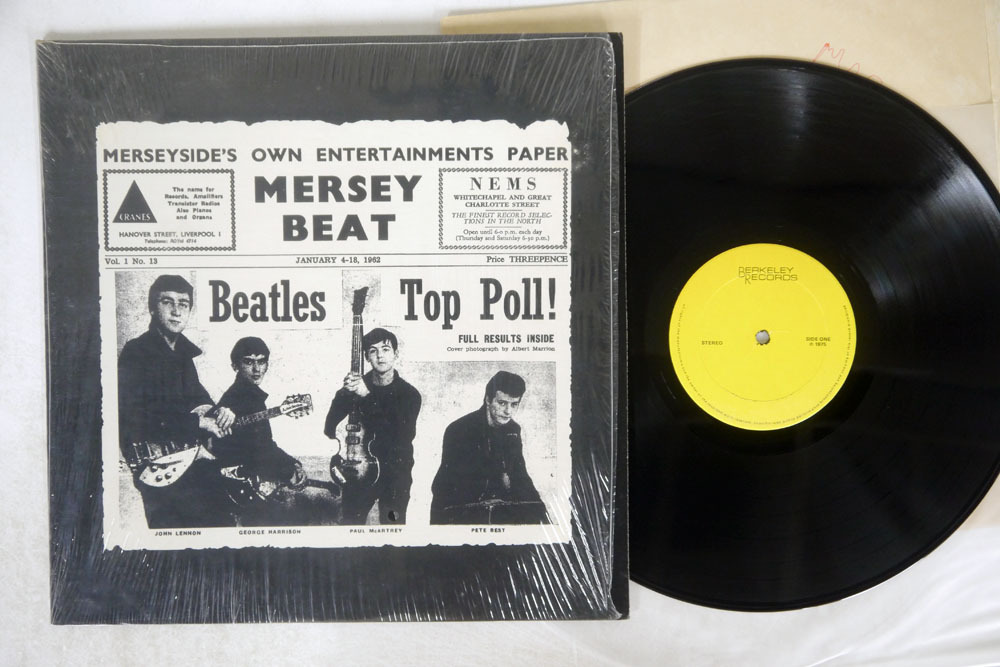 MERSEYSIDE'S OWN ENTERTAINMENTS PAPER
CRANES
The name for
Records, Amplifiers
Transistor Radios
Also Pianos
and Organs
HANOVER STREET, LIVERPOOL 1
MERSEY
BEAT
NEMS
WHITECHAPEL AND GREAT
CHARLOTTE STREET
THE FINEST RECORD SELEC-
TIONS IN THE NORTH
Open until 6-0 p.m. each day
(Thursday and Saturday 6-30 p.m.)
Vol. 1 No. 13
JANUARY 4-18, 1962
Price THREEPENCE
Beatles Top Poll!
FULL RESULTS INSIDE
Cover photograph by Albert Marrion
JOHN LENNON
GEORGE HARRISON
PAUL McARTREY
PETE BEST
BERKELEY
RECORDS
STEREO
SIDE ONE
℗ 1975